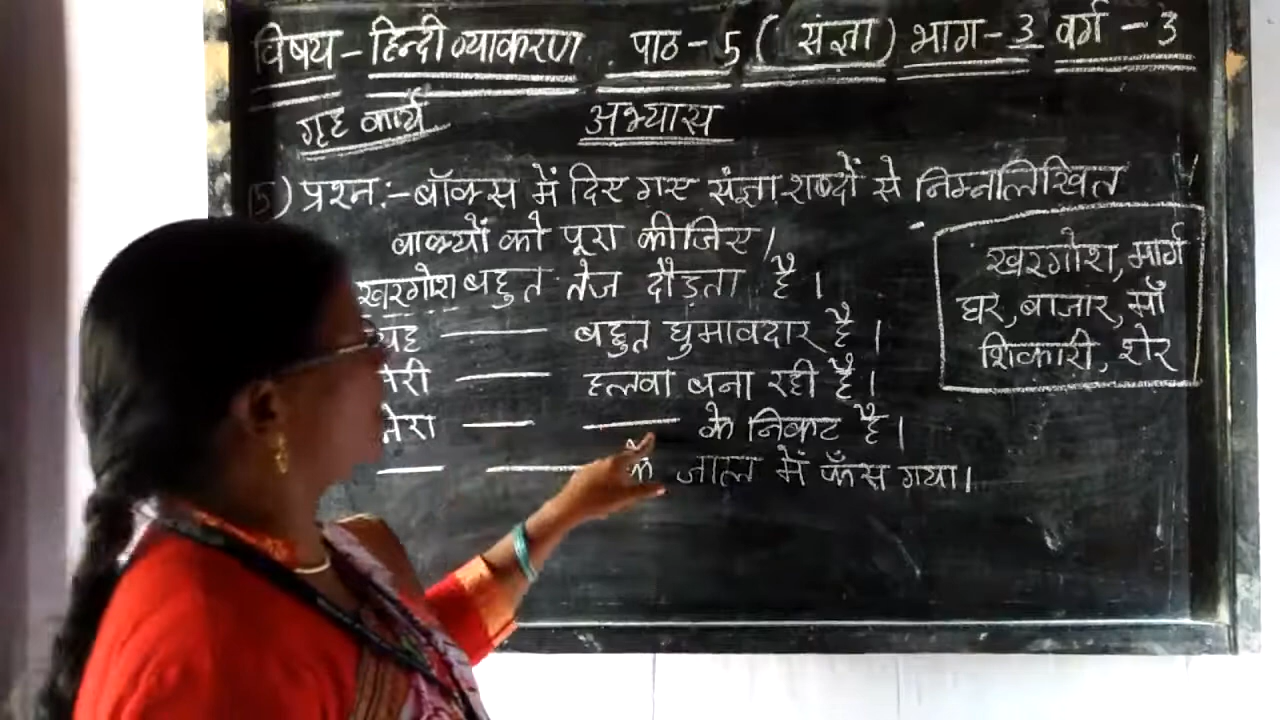 विषय - हिन्दी व्याकरण पाठ - 5 ( संज्ञा ) भाग - 3 वर्ग - 3
गृह कार्य
अभ्यास
5) प्रश्न:- बॉक्स में दिए गए संज्ञा शब्दों से निम्नलिखित
वाक्यों को पूरा कीजिए।
खरगोश बहुत तेज दौड़ता है।
यह ——— बहुत घुमावदार है।
मेरी ——— हलवा बना रही है।
मेरा ——— ——— के निकट है।
——— ——— के जाल में फँस गया।
खरगोश, मार्ग
घर, बाजार, माँ
शिकारी, शेर